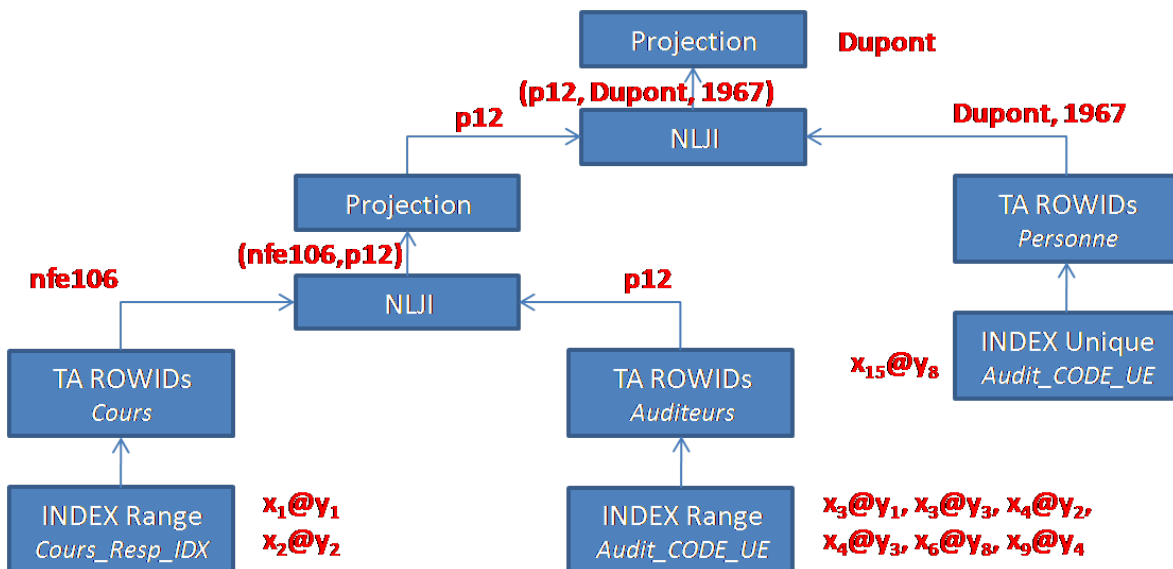 Projection
Dupont
(p12, Dupont, 1967)
p12
NLJI
Dupont, 1967
Projection
TA ROWIDs
Personne
(nfe106,p12)
nfe106
NLJI
p12
INDEX Unique
Audit_CODE_UE
x₁₅@y₈
TA ROWIDs
Cours
TA ROWIDs
Auditeurs
INDEX Range
Cours_Resp_IDX
x₁@y₁
x₂@y₂
INDEX Range
Audit_CODE_UE
x₃@y₁, x₃@y₃, x₄@y₂,
x₄@y₃, x₆@y₈, x₉@y₄